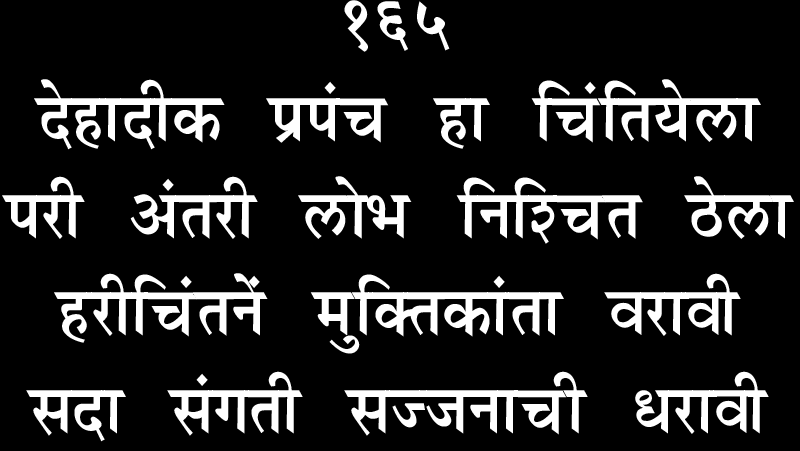 १६५
देहादीक प्रपंच हा चिंतियेला
परी अंतरी लोभ निश्चित ठेला
हरीचिंतनें मुक्तिकांता वरावी
सदा संगती सज्जनाची धरावी